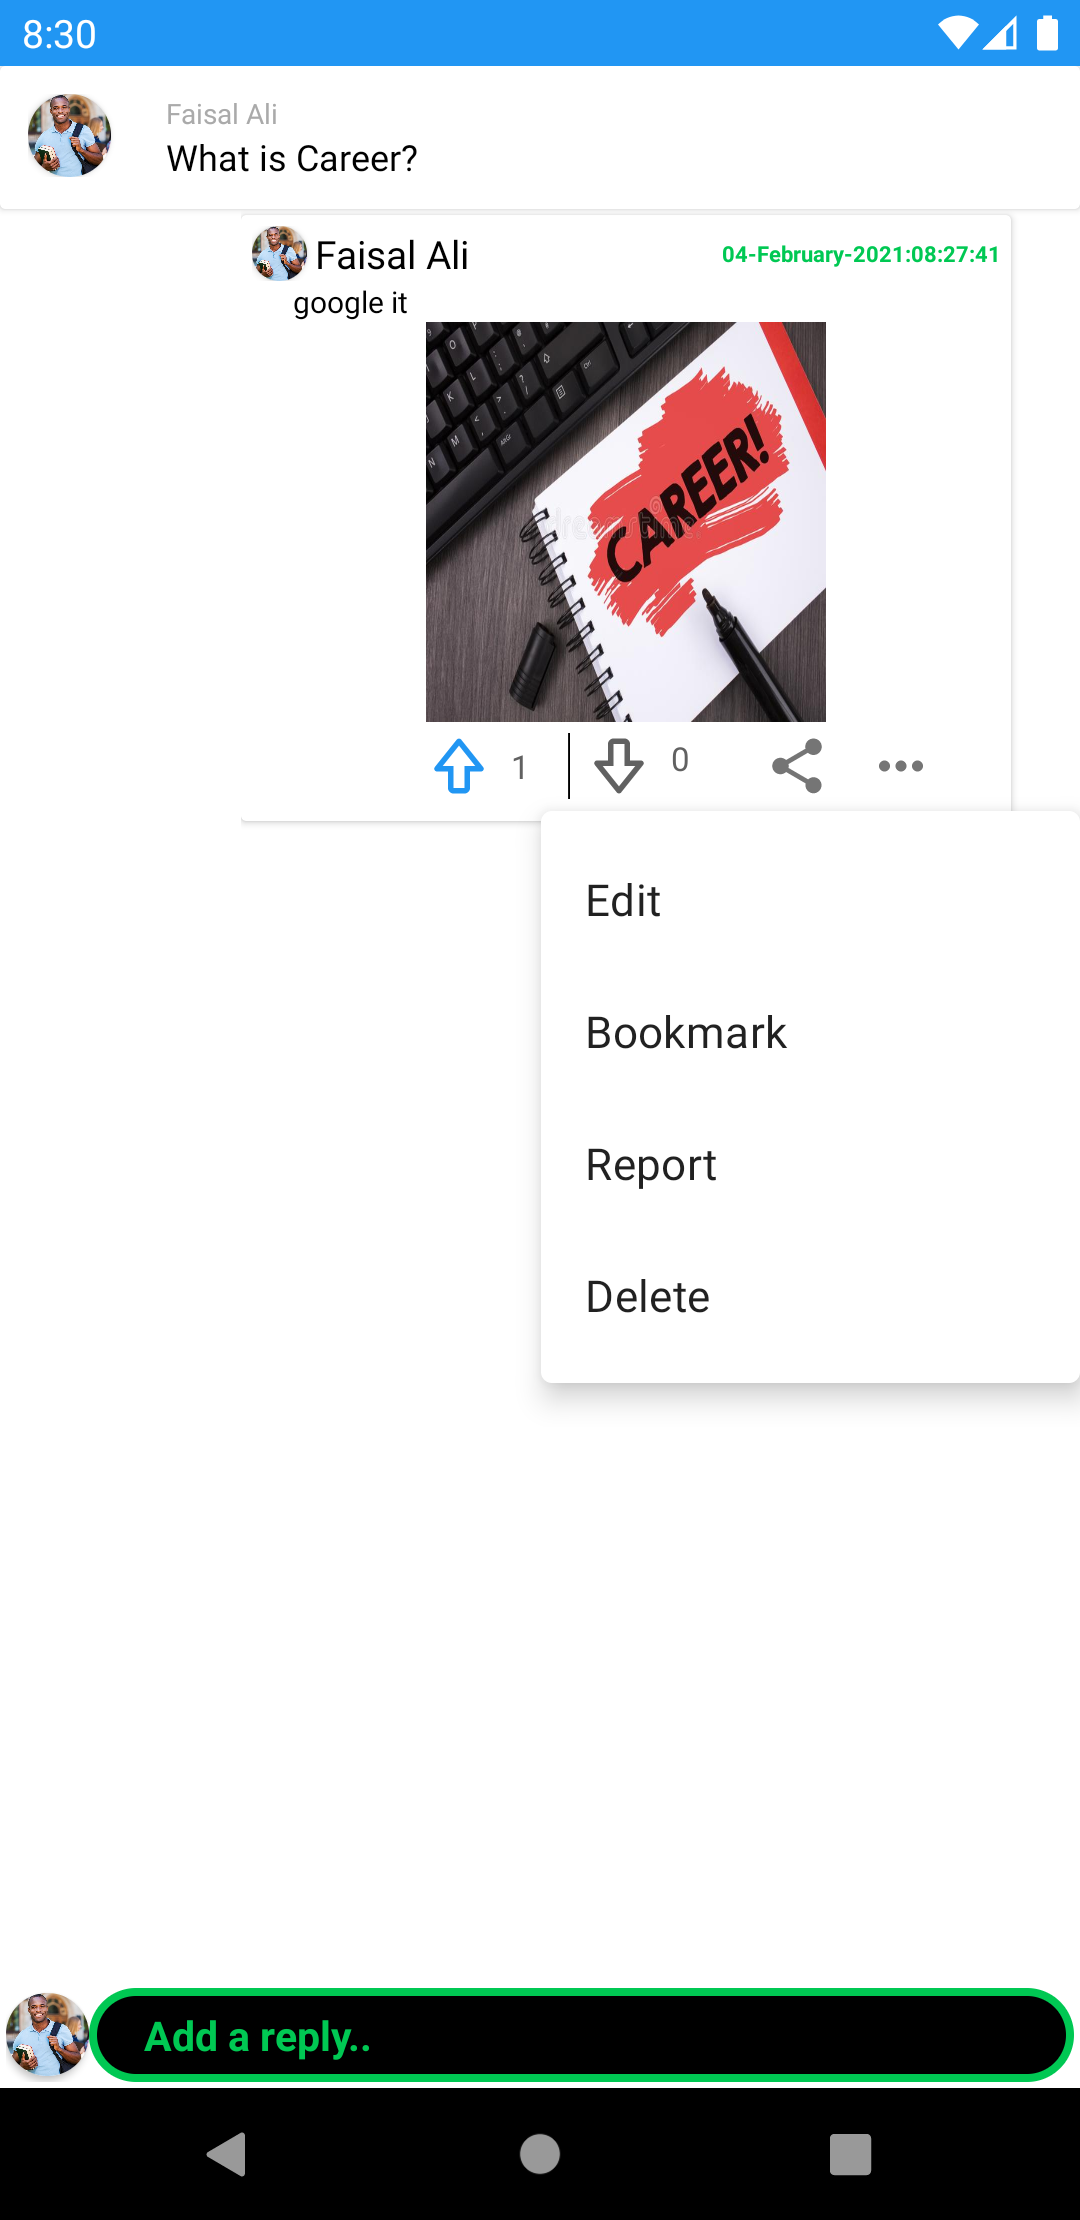 8:30
Faisal Ali
What is Career?
Faisal Ali
04-February-2021:08:27:41
google it
CAREER!
dreamstime
1
0
Edit
Bookmark
Report
Delete
Add a reply..